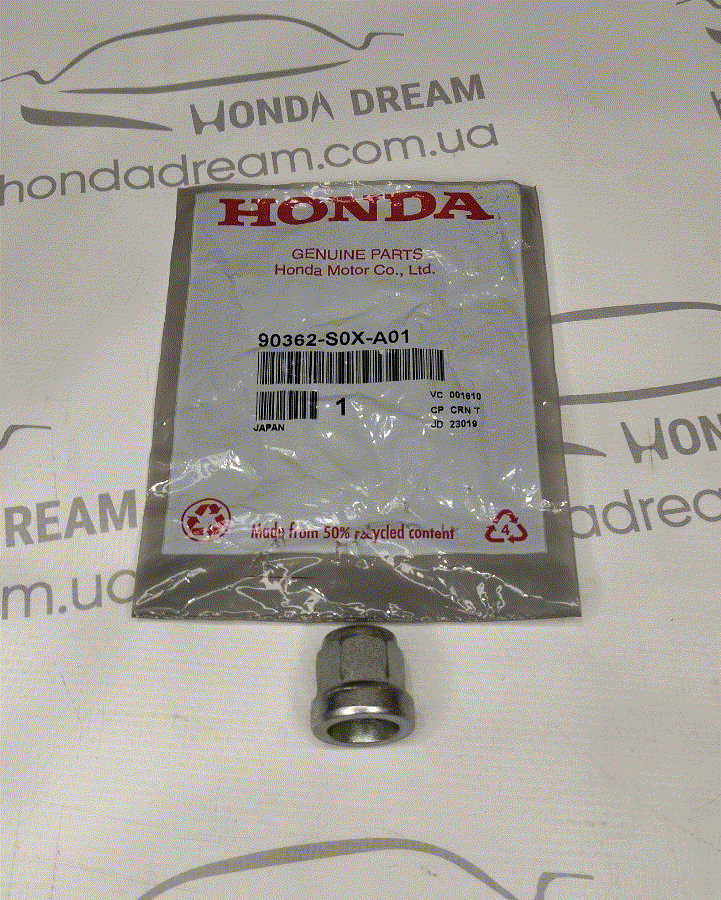 HONDA DREAM
hondadream.com.ua
HONDA
GENUINE PARTS
Honda Motor Co., Ltd.
90362-S0X-A01
1
VC 001610
CP CRN T
JD 23019
JAPAN
Made from 50% recycled content
4
HON
hondadrea
DREAM
m.ua